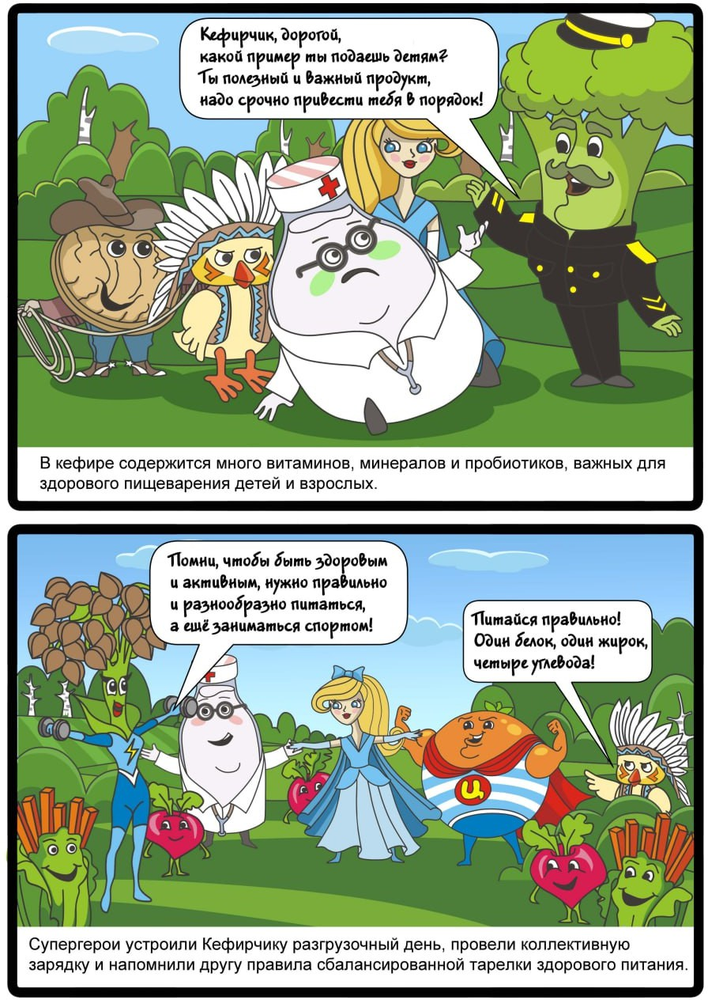 Кефирчик, дорогой,
какой пример ты подаешь детям?
Ты полезный и важный продукт,
надо срочно привести тебя в порядок!
В кефире содержится много витаминов, минералов и пробиотиков, важных для
здорового пищеварения детей и взрослых.
Помни, чтобы быть здоровым
и активным, нужно правильно
и разнообразно питаться,
а ещё заниматься спортом!
Питайся правильно!
Один белок, один жирок,
четыре углевода!
Ц
Супергерои устроили Кефирчику разгрузочный день, провели коллективную
зарядку и напомнили другу правила сбалансированной тарелки здорового питания.